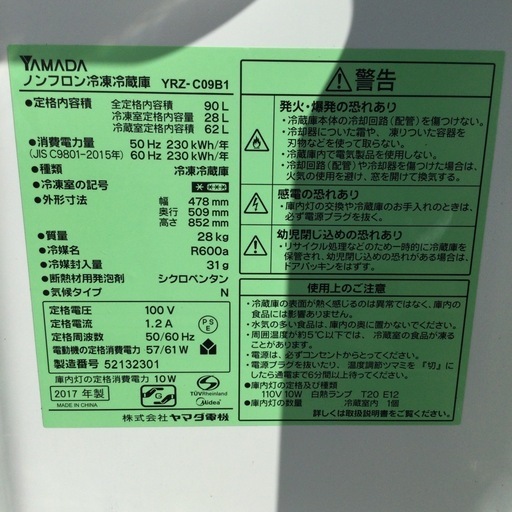 YAMADA
ノンフロン冷凍冷蔵庫 YRZ-C09B1
●定格内容積 全定格内容積 90 L
冷凍室定格内容積 28 L
冷蔵室定格内容積 62 L
●消費電力量 50 Hz 230 kWh/年
(JIS C9801-2015年) 60 Hz 230 kWh/年
●種類 冷凍冷蔵庫
●冷凍室の記号
●外形寸法 幅 478 mm
奥行 509 mm
高さ 852 mm
●質量 28 kg
●冷媒名 R600a
●冷媒封入量 31 g
●断熱材用発泡剤 シクロペンタン
●気候タイプ N
定格電圧 100 V
定格電流 1.2 A
定格周波数 50/60 Hz
電動機の定格消費電力 57/61 W
製造番号 52132301
PSE
庫内灯の定格消費電力 10W
2017 年製
MADE IN CHINA
TÜVRheinland
Midea
株式会社 ヤマダ電機
警告
発火・爆発の恐れあり
・冷蔵庫本体の冷却回路(配管)を傷つけない。
・冷却器についた霜や、凍りついた容器を
刃物などを使って取らない。
・冷蔵庫内で電気製品を使用しない。
・冷却回路(配管)や冷却器を傷つけた場合は、
火気の使用を避け、窓を開けて換気する。
感電の恐れあり
・庫内灯の交換や冷蔵庫のお手入れのときは、
必ず電源プラグを抜く。
幼児閉じ込めの恐れあり
・リサイクル処理などのため一時的に冷蔵庫を
保管され、幼児閉じ込めが懸念される場合は、
ドアパッキンをはずす。
使用上のご注意
・冷蔵庫の表面が熱く感じるのは異常ではなく、庫内の
食品には影響ありません。
・水気の多い食品は、庫内の奥に置かないでください。
・周囲温度が約5℃以下では、冷蔵室の食品が凍る
ことがあります。
・電源は、必ずコンセントからとってください。
・電源プラグを抜いたり、温度調節ツマミを『切』に
したら通電まで6分間以上待ってください。
●庫内灯の定格及び種類
110V 10W 白熱ランプ T20 E12
●庫内灯の数量 冷蔵室内 1個
詳しくは取扱説明書をご覧ください。